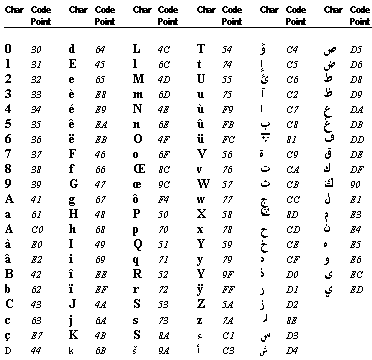 Char Code Char Code Char Code Char Code Char Code Char Code
Point Point Point Point Point Point
0 30 d 64 L 4C T 54 ؤ C4 ص D5
1 31 E 45 l 6C t 74 إ C5 ض D6
2 32 e 65 M 4D U 55 ئ C6 ط D8
3 33 è E8 m 6D u 75 آ C2 ظ D9
4 34 é E9 N 4E ù F9 ا C7 ع DA
5 35 ê EA n 6E û FB ب C8 غ DB
6 36 ë EB O 4F ü FC پ 81 ف DD
7 37 F 46 o 6F V 56 ة C9 ق DE
8 38 f 66 Œ 8C v 76 ت CA ك DF
9 39 G 47 œ 9C W 57 ث CB گ 90
A 41 g 67 ô F4 w 77 ج CC ل E1
a 61 H 48 P 50 X 58 چ 8D م E3
A C0 h 68 p 70 x 78 ح CD ن E4
à E0 I 49 Q 51 Y 59 خ CE ه E5
â E2 i 69 q 71 y 79 د CF و E6
B 42 î EE R 52 Y 9F ذ D0 ى EC
b 62 ï EF r 72 ÿ FF ر D1 ي ED
C 43 J 4A S 53 Z 5A ز D2
c 63 j 6A s 73 z 7A ژ 8E
ç E7 K 4B S 8A ء C1 س D3
D 44 k 6B š 9A أ C3 ش D4